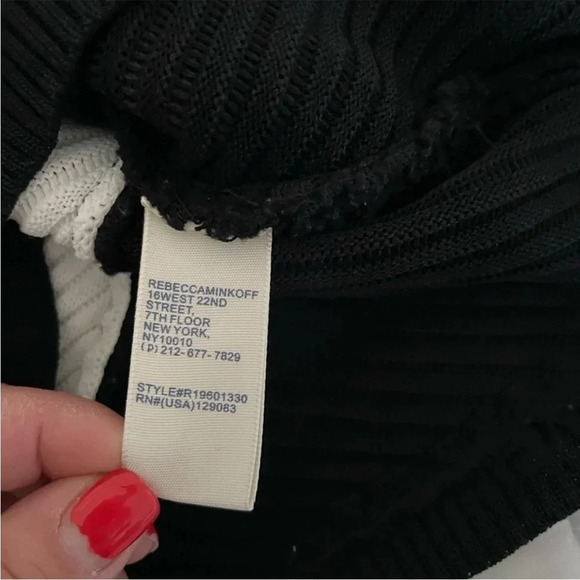 REBECCAMINKOFF
16WEST 22ND
STREET,
7TH FLOOR
NEW YORK,
NY10010
(p) 212-677-7829
STYLE#R19601330
RN#(USA)129083